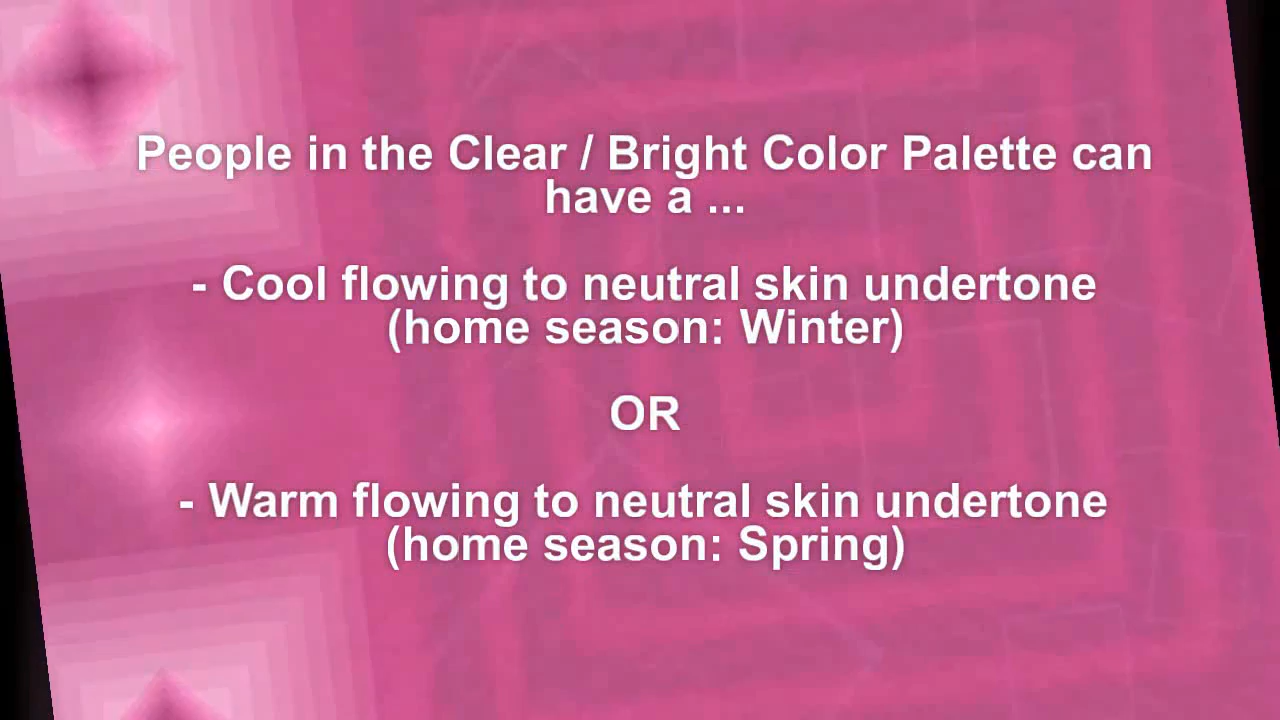 People in the Clear / Bright Color Palette can
have a ...
- Cool flowing to neutral skin undertone
(home season: Winter)
OR
- Warm flowing to neutral skin undertone
(home season: Spring)